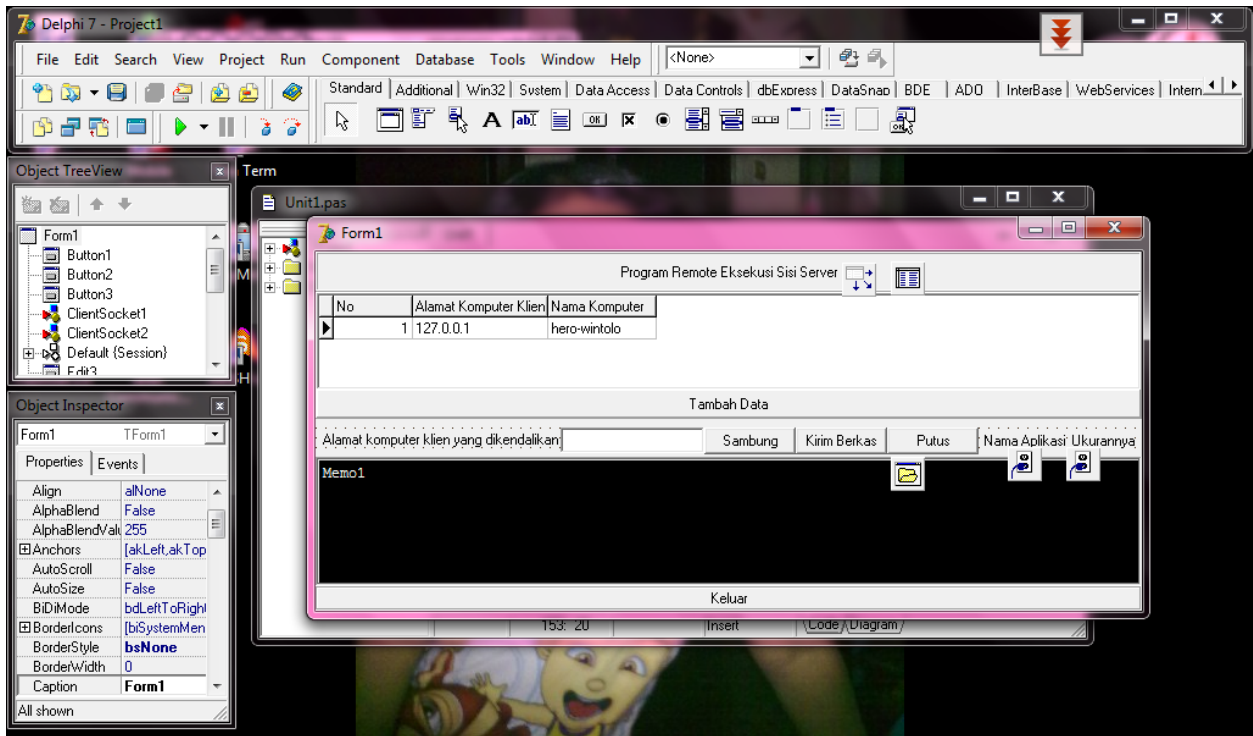 Delphi 7 - Project1
File Edit Search View Project Run Component Database Tools Window Help <None>
Standard Additional Win32 System Data Access Data Controls dbExpress DataSnap BDE ADO InterBase WebServices Intern
Object TreeView
Form1
Button1
Button2
Button3
ClientSocket1
ClientSocket2
Default {Session}
Edit3
Object Inspector
Form1 TForm1
Properties Events
Align alNone
AlphaBlend False
AlphaBlendValu 255
Anchors [akLeft,akTop
AutoScroll False
AutoSize False
BiDiMode bdLeftToRight
BorderIcons [biSystemMen
BorderStyle bsNone
BorderWidth 0
Caption Form1
All shown
Term
Unit1.pas
Form1
Program Remote Eksekusi Sisi Server
No Alamat Komputer Klien Nama Komputer
1 127.0.0.1 hero-wintolo
Tambah Data
Alamat komputer klien yang dikendalikan Sambung Kirim Berkas Putus Nama Aplikasi Ukurannya
Memo1
Keluar
153: 20 Insert Code Diagram